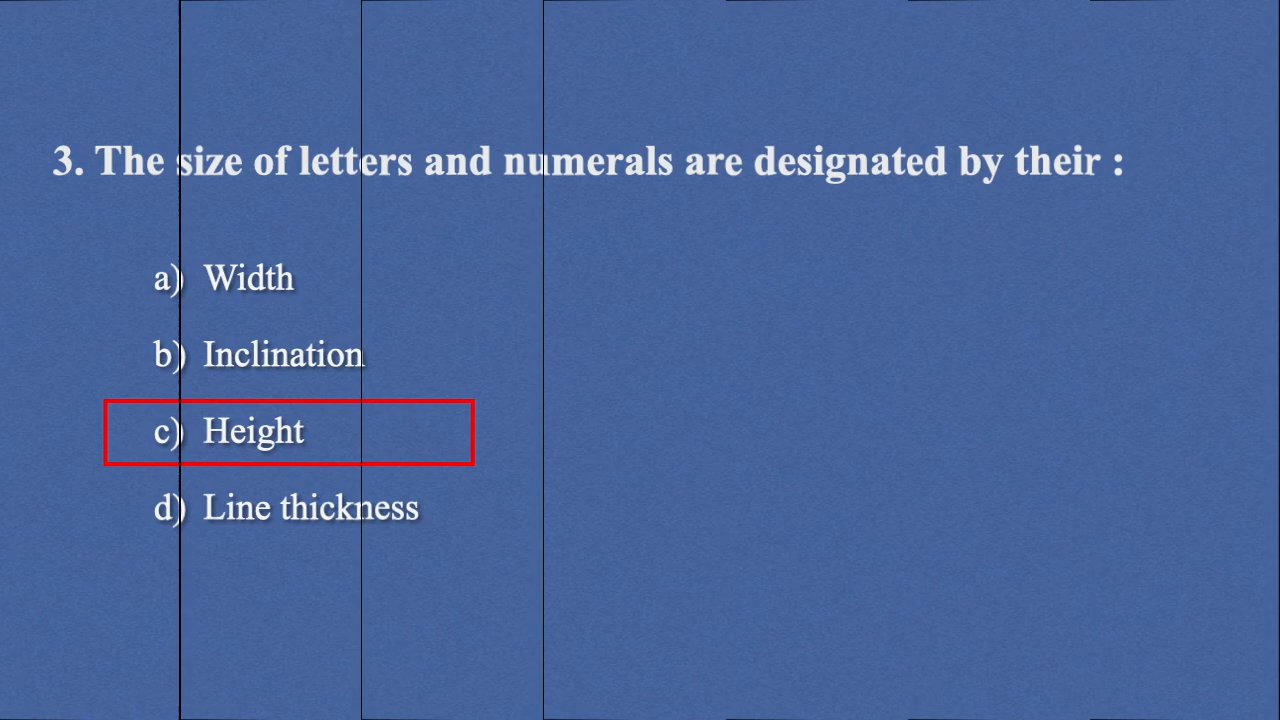 3. The size of letters and numerals are designated by their :
a) Width
b) Inclination
c) Height
d) Line thickness